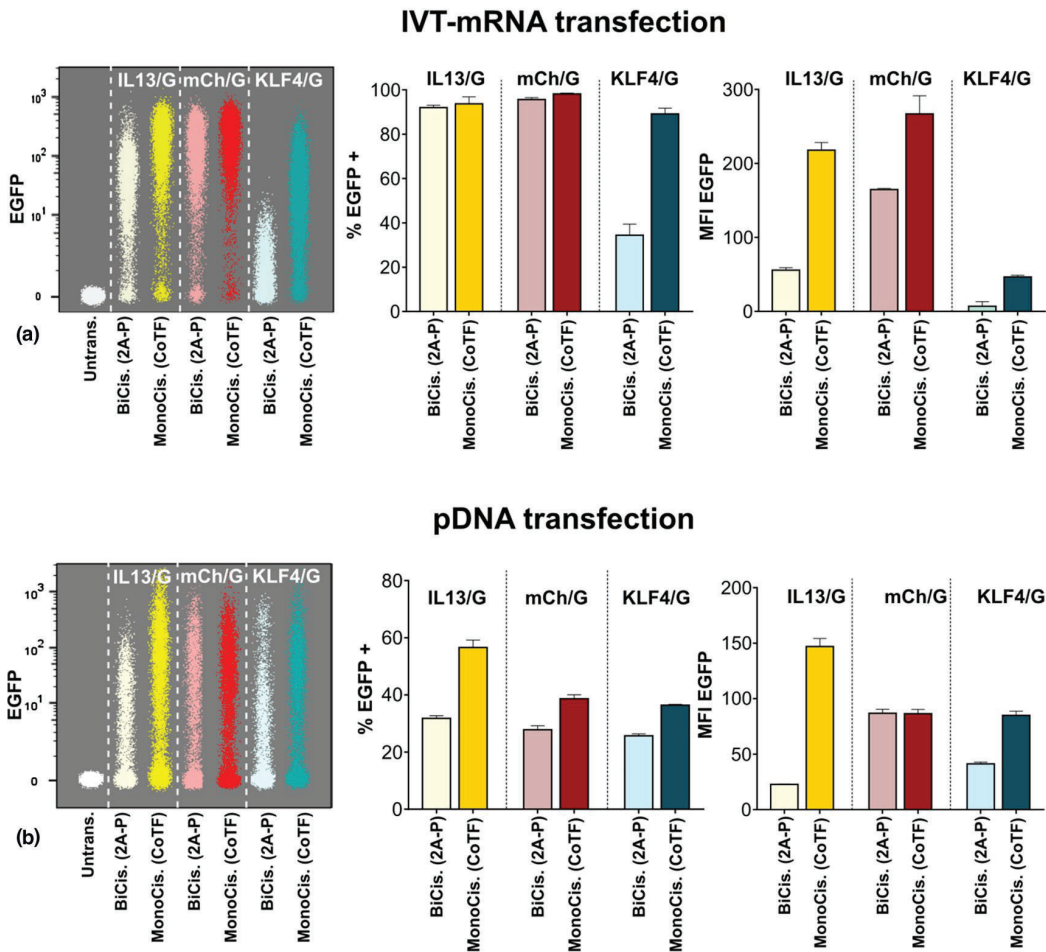 IVT-mRNA transfection
IL13/G mCh/G KLF4/G
EGFP
10³
10²
10¹
0
Untrans.
BiCis. (2A-P)
MonoCis. (CoTF)
BiCis. (2A-P)
MonoCis. (CoTF)
BiCis. (2A-P)
MonoCis. (CoTF)
(a)
IL13/G mCh/G KLF4/G
% EGFP +
100
80
60
40
20
0
BiCis. (2A-P)
MonoCis. (CoTF)
BiCis. (2A-P)
MonoCis. (CoTF)
BiCis. (2A-P)
MonoCis. (CoTF)
IL13/G mCh/G KLF4/G
MFI EGFP
300
200
100
0
BiCis. (2A-P)
MonoCis. (CoTF)
BiCis. (2A-P)
MonoCis. (CoTF)
BiCis. (2A-P)
MonoCis. (CoTF)
pDNA transfection
IL13/G mCh/G KLF4/G
EGFP
10³
10²
10¹
0
Untrans.
BiCis. (2A-P)
MonoCis. (CoTF)
BiCis. (2A-P)
MonoCis. (CoTF)
BiCis. (2A-P)
MonoCis. (CoTF)
(b)
IL13/G mCh/G KLF4/G
% EGFP +
80
60
40
20
0
BiCis. (2A-P)
MonoCis. (CoTF)
BiCis. (2A-P)
MonoCis. (CoTF)
BiCis. (2A-P)
MonoCis. (CoTF)
IL13/G mCh/G KLF4/G
MFI EGFP
200
150
100
50
0
BiCis. (2A-P)
MonoCis. (CoTF)
BiCis. (2A-P)
MonoCis. (CoTF)
BiCis. (2A-P)
MonoCis. (CoTF)